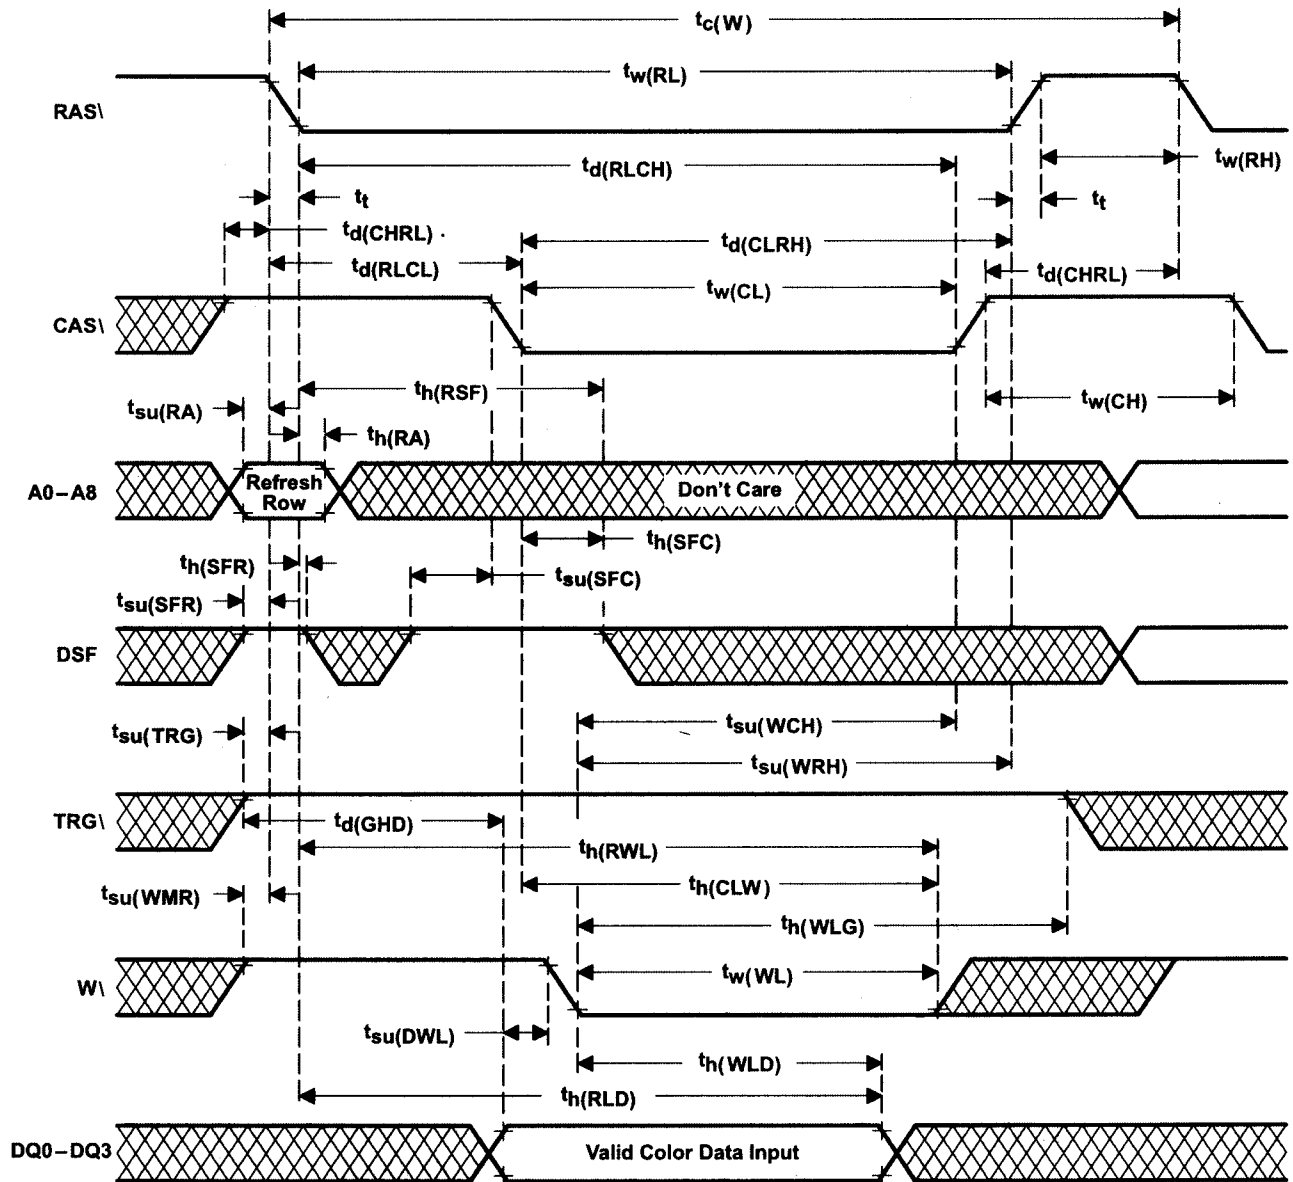 tc(W)
tw(RL)
RAS\
td(RLCH)
tw(RH)
tt
tt
td(CHRL)
td(CLRH)
td(RLCL)
td(CHRL)
tw(CL)
CAS\
th(RSF)
tw(CH)
tsu(RA)
th(RA)
A0–A8
Refresh
Row
Don't Care
th(SFC)
th(SFR)
tsu(SFC)
tsu(SFR)
DSF
tsu(WCH)
tsu(TRG)
tsu(WRH)
TRG\
td(GHD)
th(RWL)
th(CLW)
tsu(WMR)
th(WLG)
tw(WL)
W\
tsu(DWL)
th(WLD)
th(RLD)
DQ0–DQ3
Valid Color Data Input